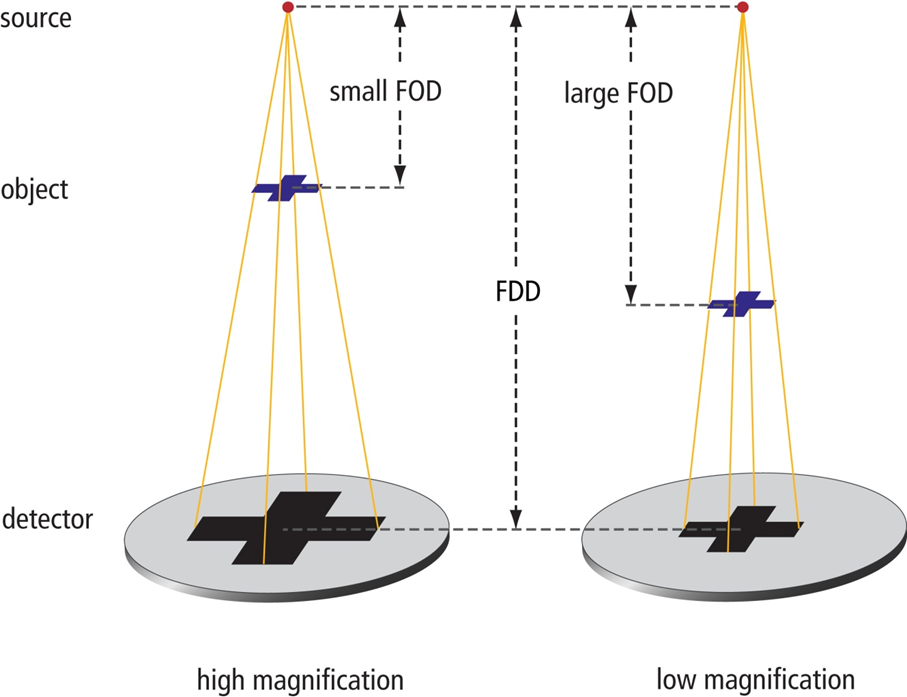 source
small FOD
large FOD
object
FDD
detector
high magnification
low magnification